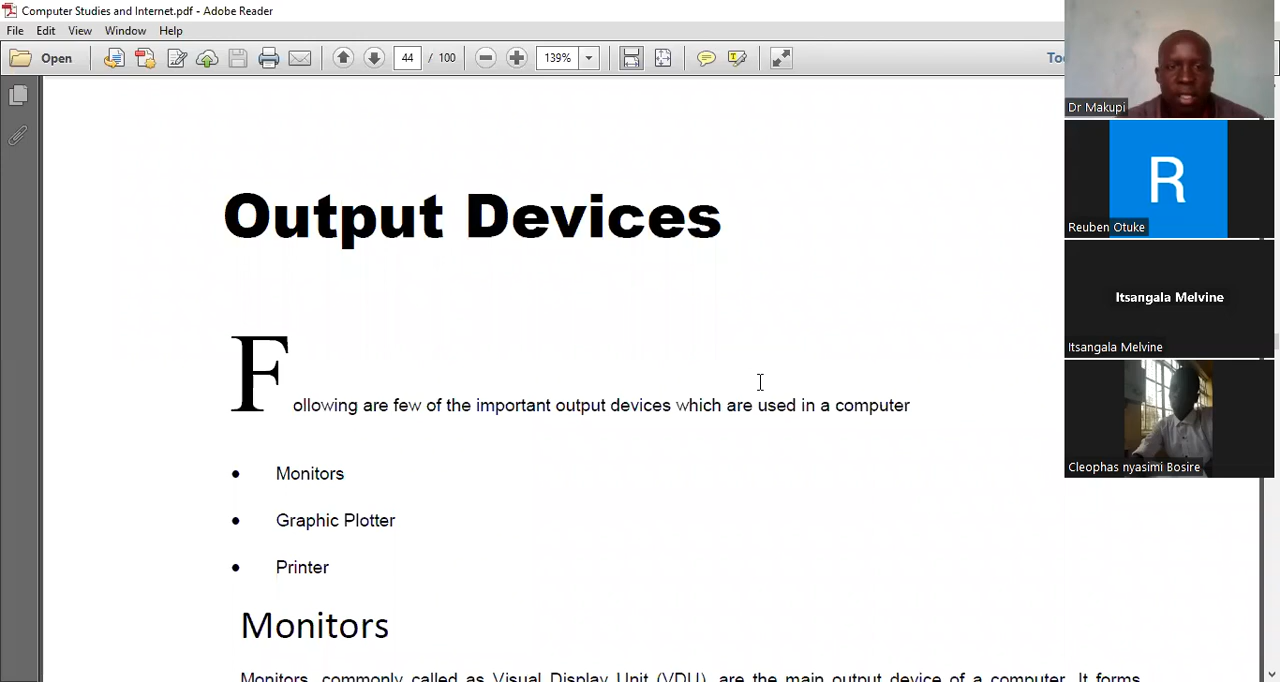 Computer Studies and Internet.pdf - Adobe Reader
File Edit View Window Help
Open 44 / 100 139%
Dr Makupi
Output Devices
R
Reuben Otuke
Itsangala Melvine
Itsangala Melvine
Following are few of the important output devices which are used in a computer
Cleophas nyasimi Bosire
• Monitors
• Graphic Plotter
• Printer
Monitors
Monitors, commonly called as Visual Display Unit (VDU), are the main output device of a computer. It forms